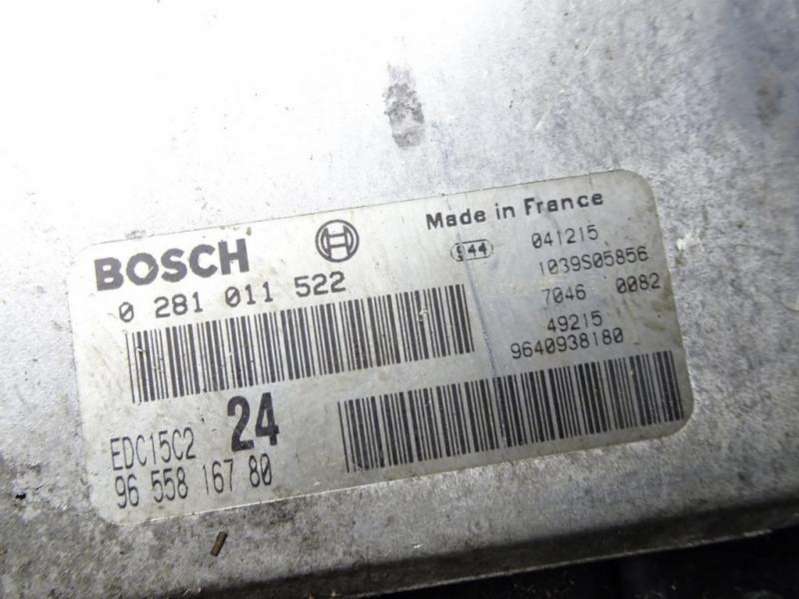 BOSCH
0 281 011 522
EDC15C2
24
96 558 167 80
Made in France
S44
041215
1039S05856
7046 0082
49215
9640938180